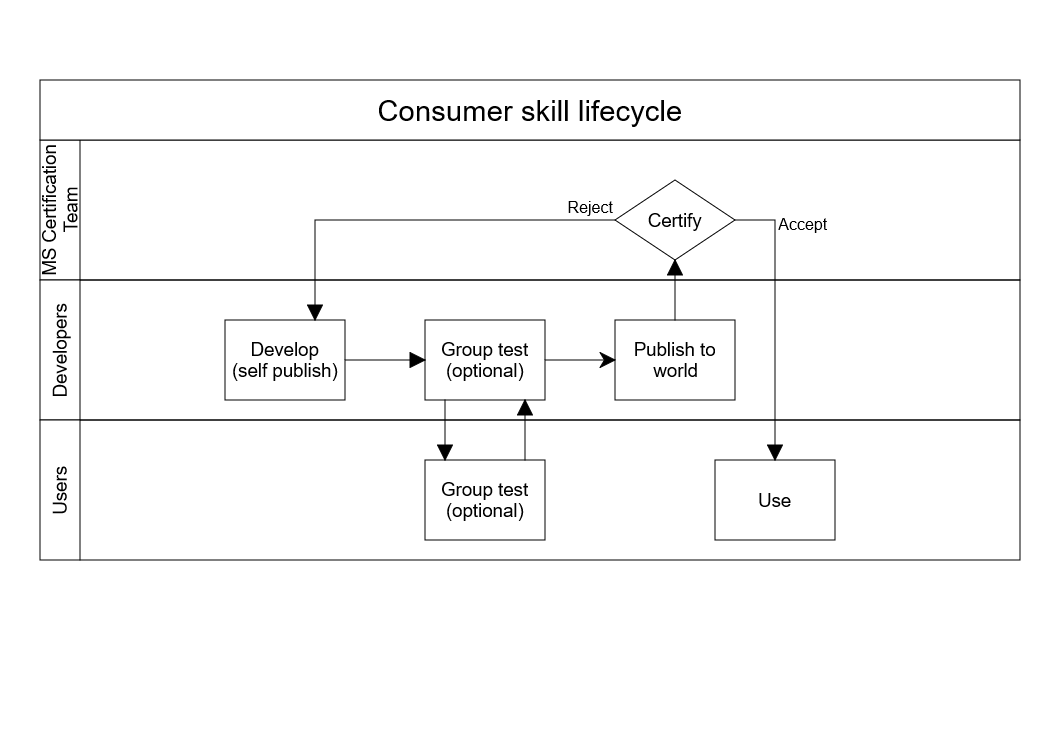 Consumer skill lifecycle
MS Certification
Team
Reject
Certify
Accept
Developers
Develop
(self publish)
Group test
(optional)
Publish to
world
Users
Group test
(optional)
Use